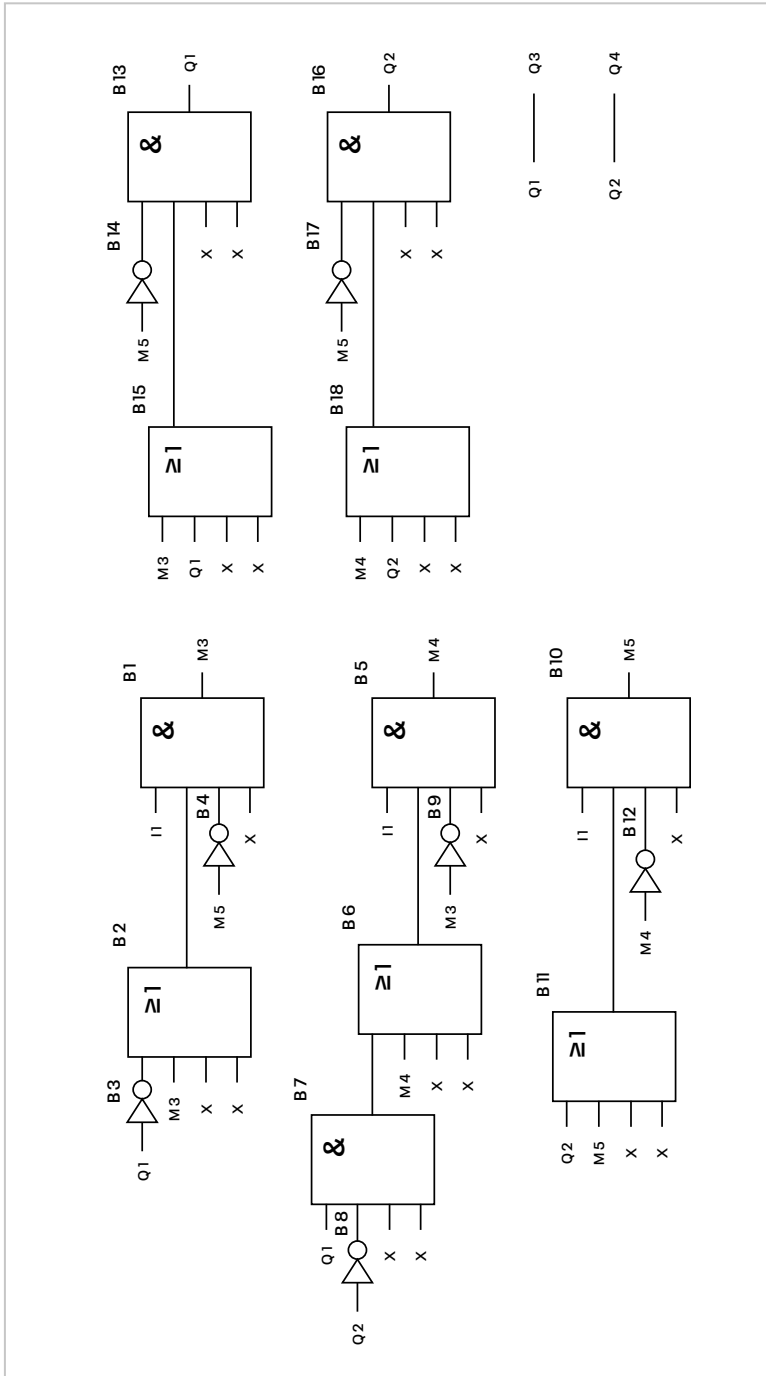 B13
Q1
&
B14
M5
X
X
B15
≥1
M3
Q1
X
X
B16
Q2
&
B17
M5
X
X
B18
≥1
M4
Q2
X
X
Q1
Q3
Q2
Q4
B1
M3
&
I1
B4
X
M5
B2
≥1
B3
M3
X
X
Q1
B5
M4
&
I1
B9
X
M3
B6
≥1
M4
X
X
B7
&
Q1
B8
X
X
Q2
B10
M5
&
I1
B12
X
M4
B11
≥1
Q2
M5
X
X